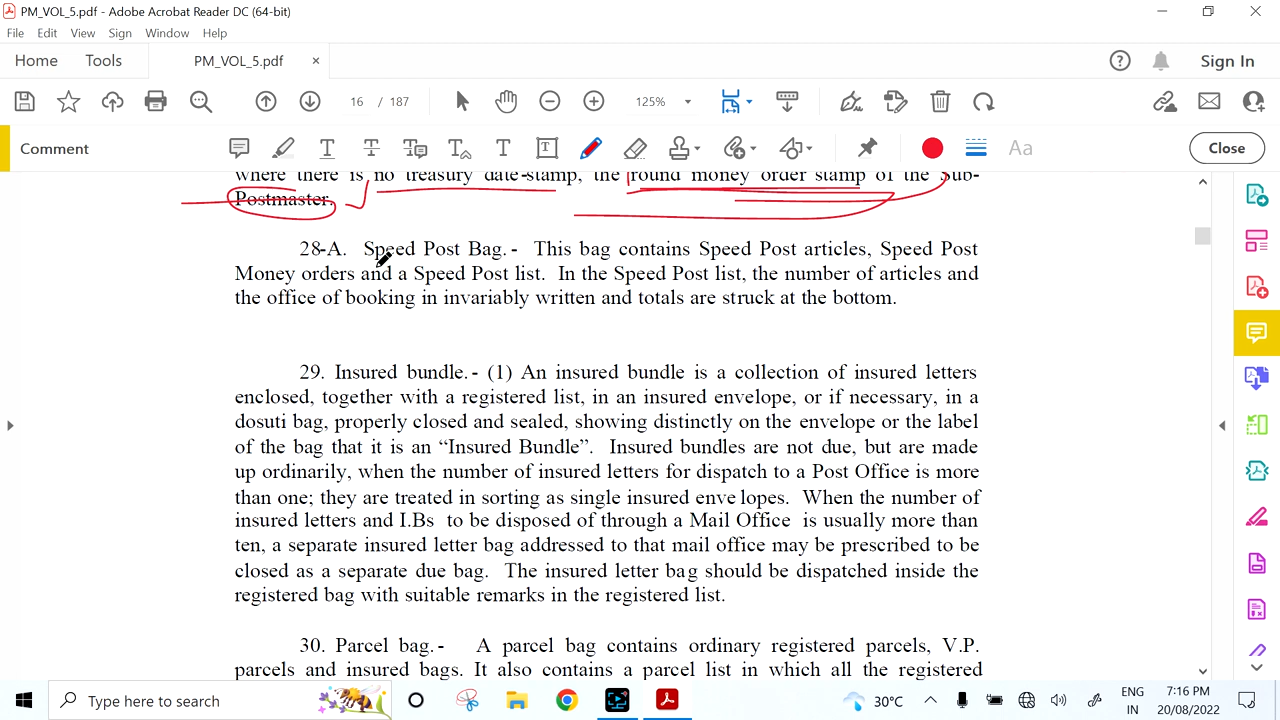 PM_VOL_5.pdf - Adobe Acrobat Reader DC (64-bit)
File Edit View Sign Window Help
Home Tools PM_VOL_5.pdf × Sign In
16 / 187 125%
Comment Aa Close
where there is no treasury date-stamp, the round money order stamp of the Sub-
Postmaster.
28-A. Speed Post Bag.- This bag contains Speed Post articles, Speed Post
Money orders and a Speed Post list. In the Speed Post list, the number of articles and
the office of booking in invariably written and totals are struck at the bottom.
29. Insured bundle.- (1) An insured bundle is a collection of insured letters
enclosed, together with a registered list, in an insured envelope, or if necessary, in a
dosuti bag, properly closed and sealed, showing distinctly on the envelope or the label
of the bag that it is an “Insured Bundle”. Insured bundles are not due, but are made
up ordinarily, when the number of insured letters for dispatch to a Post Office is more
than one; they are treated in sorting as single insured enve lopes. When the number of
insured letters and I.Bs to be disposed of through a Mail Office is usually more than
ten, a separate insured letter bag addressed to that mail office may be prescribed to be
closed as a separate due bag. The insured letter bag should be dispatched inside the
registered bag with suitable remarks in the registered list.
30. Parcel bag.- A parcel bag contains ordinary registered parcels, V.P.
parcels and insured bags. It also contains a parcel list in which all the registered
Type here to search
30°C
ENG
IN
7:16 PM
20/08/2022